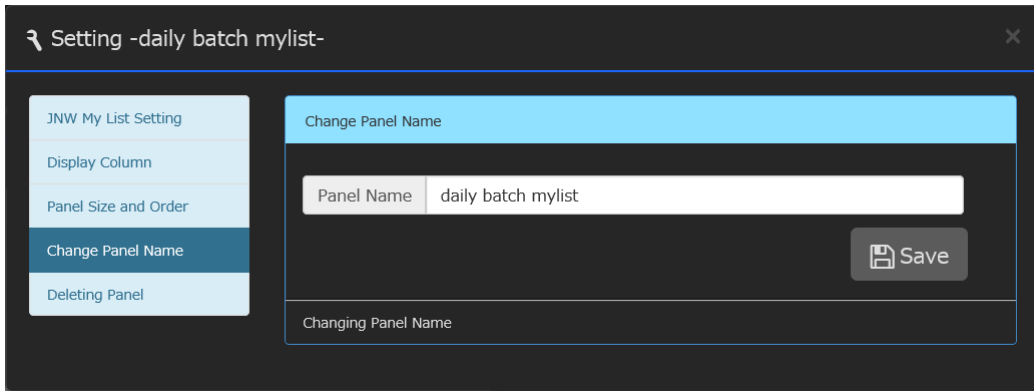 Setting -daily batch mylist-
×
JNW My List Setting
Display Column
Panel Size and Order
Change Panel Name
Deleting Panel
Change Panel Name
Panel Name daily batch mylist
Save
Changing Panel Name